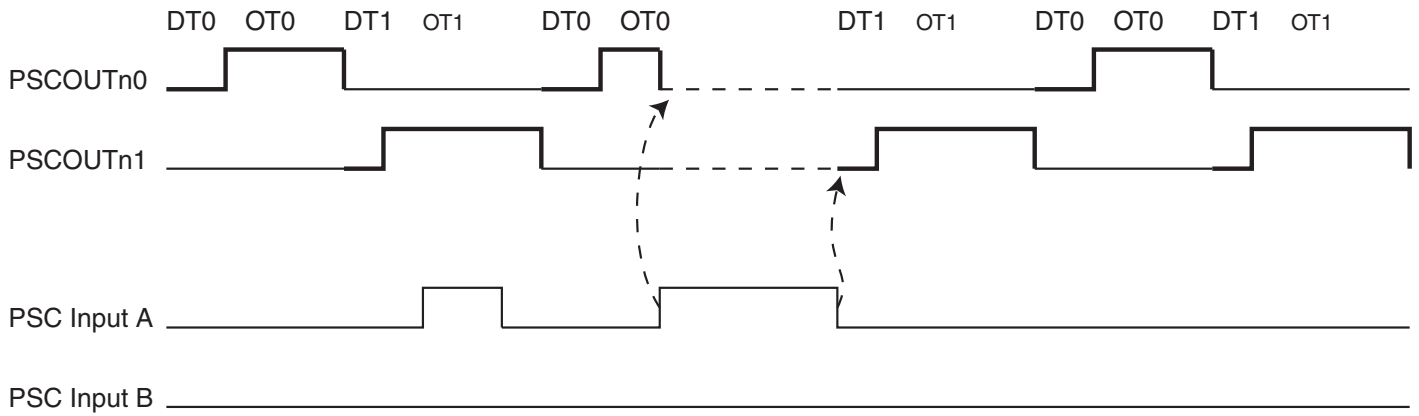 DT0 OT0 DT1 OT1 DT0 OT0 DT1 OT1 DT0 OT0 DT1 OT1
PSCOUTn0
PSCOUTn1
PSC Input A
PSC Input B